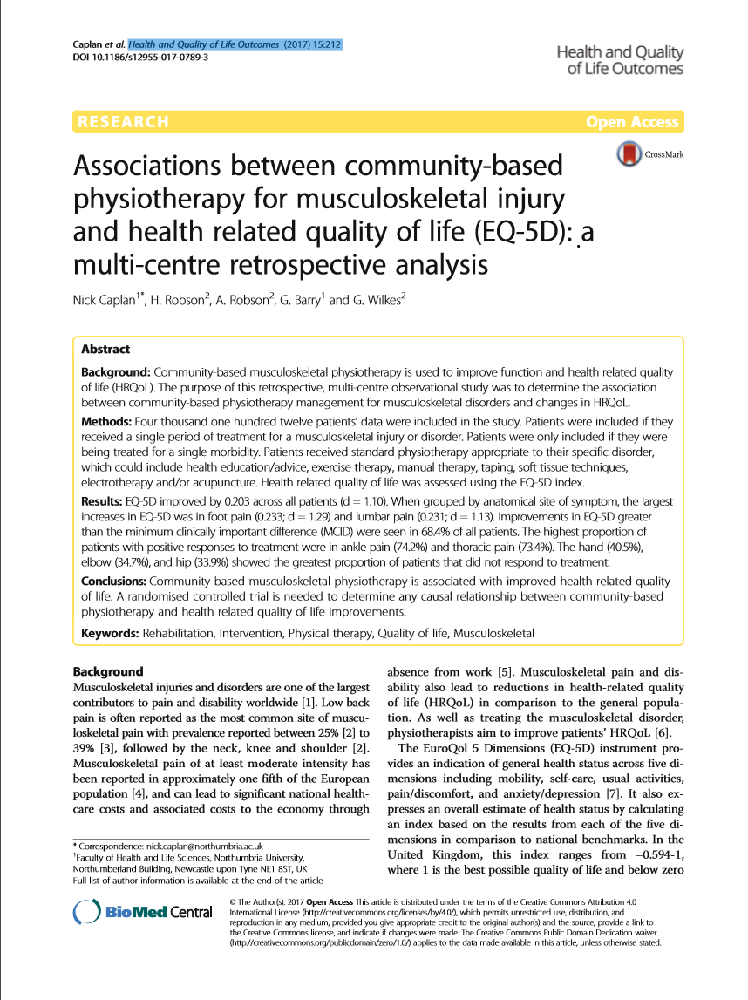 Caplan et al. Health and Quality of Life Outcomes (2017) 15:212
DOI 10.1186/s12955-017-0789-3
Health and Quality
of Life Outcomes
RESEARCH
Open Access
CrossMark
Associations between community-based
physiotherapy for musculoskeletal injury
and health related quality of life (EQ-5D): a
multi-centre retrospective analysis
Nick Caplan1*, H. Robson2, A. Robson2, G. Barry1 and G. Wilkes2
Abstract
Background: Community-based musculoskeletal physiotherapy is used to improve function and health related quality
of life (HRQoL). The purpose of this retrospective, multi-centre observational study was to determine the association
between community-based physiotherapy management for musculoskeletal disorders and changes in HRQoL.
Methods: Four thousand one hundred twelve patients' data were included in the study. Patients were included if they
received a single period of treatment for a musculoskeletal injury or disorder. Patients were only included if they were
being treated for a single morbidity. Patients received standard physiotherapy appropriate to their specific disorder,
which could include health education/advice, exercise therapy, manual therapy, taping, soft tissue techniques,
electrotherapy and/or acupuncture. Health related quality of life was assessed using the EQ-5D index.
Results: EQ-5D improved by 0.203 across all patients (d = 1.10). When grouped by anatomical site of symptom, the largest
increases in EQ-5D was in foot pain (0.233; d = 1.29) and lumbar pain (0.231; d = 1.13). Improvements in EQ-5D greater
than the minimum clinically important difference (MCID) were seen in 68.4% of all patients. The highest proportion of
patients with positive responses to treatment were in ankle pain (74.2%) and thoracic pain (73.4%). The hand (40.5%),
elbow (34.7%), and hip (33.9%) showed the greatest proportion of patients that did not respond to treatment.
Conclusions: Community-based musculoskeletal physiotherapy is associated with improved health related quality
of life. A randomised controlled trial is needed to determine any causal relationship between community-based
physiotherapy and health related quality of life improvements.
Keywords: Rehabilitation, Intervention, Physical therapy, Quality of life, Musculoskeletal
Background
Musculoskeletal injuries and disorders are one of the largest
contributors to pain and disability worldwide [1]. Low back
pain is often reported as the most common site of muscu-
loskeletal pain with prevalence reported between 25% [2] to
39% [3], followed by the neck, knee and shoulder [2].
Musculoskeletal pain of at least moderate intensity has
been reported in approximately one fifth of the European
population [4], and can lead to significant national health-
care costs and associated costs to the economy through
absence from work [5]. Musculoskeletal pain and dis-
ability also lead to reductions in health-related quality
of life (HRQoL) in comparison to the general popula-
tion. As well as treating the musculoskeletal disorder,
physiotherapists aim to improve patients' HRQoL [6].
The EuroQol 5 Dimensions (EQ-5D) instrument pro-
vides an indication of general health status across five di-
mensions including mobility, self-care, usual activities,
pain/discomfort, and anxiety/depression [7]. It also ex-
presses an overall estimate of health status by calculating
an index based on the results from each of the five di-
mensions in comparison to national benchmarks. In the
United Kingdom, this index ranges from −0.594-1,
where 1 is the best possible quality of life and below zero
* Correspondence: nick.caplan@northumbria.ac.uk
1Faculty of Health and Life Sciences, Northumbria University,
Northumberland Building, Newcastle upon Tyne NE1 8ST, UK
Full list of author information is available at the end of the article
BioMed Central
© The Author(s). 2017 Open Access This article is distributed under the terms of the Creative Commons Attribution 4.0
International License (http://creativecommons.org/licenses/by/4.0/), which permits unrestricted use, distribution, and
reproduction in any medium, provided you give appropriate credit to the original author(s) and the source, provide a link to
the Creative Commons license, and indicate if changes were made. The Creative Commons Public Domain Dedication waiver
(http://creativecommons.org/publicdomain/zero/1.0/) applies to the data made available in this article, unless otherwise stated.